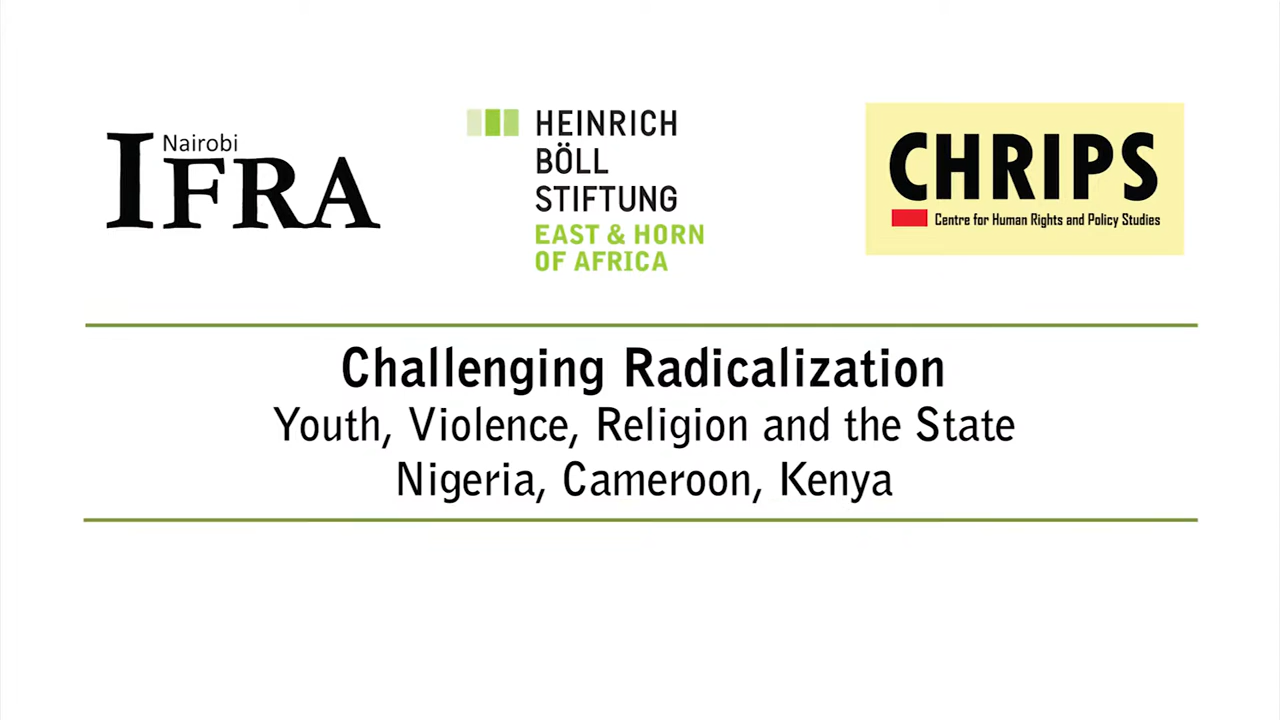 Nairobi
IFRA
HEINRICH
BÖLL
STIFTUNG
EAST & HORN
OF AFRICA
CHRIPS
Centre for Human Rights and Policy Studies
Challenging Radicalization
Youth, Violence, Religion and the State
Nigeria, Cameroon, Kenya